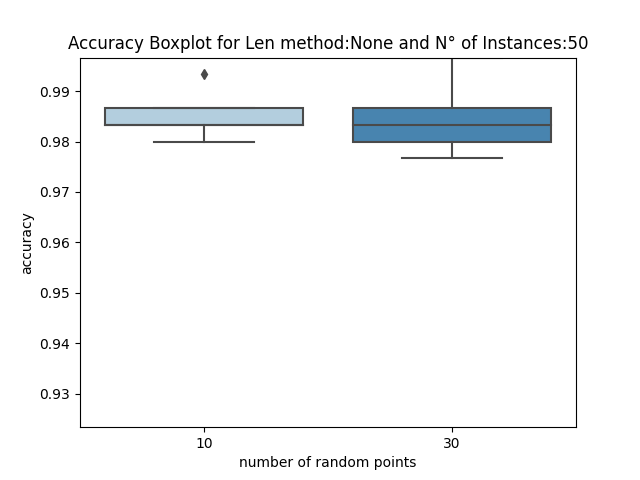 Accuracy Boxplot for Len method:None and N° of Instances:50
0.99
0.98
0.97
0.96
0.95
0.94
0.93
accuracy
10 30
number of random points